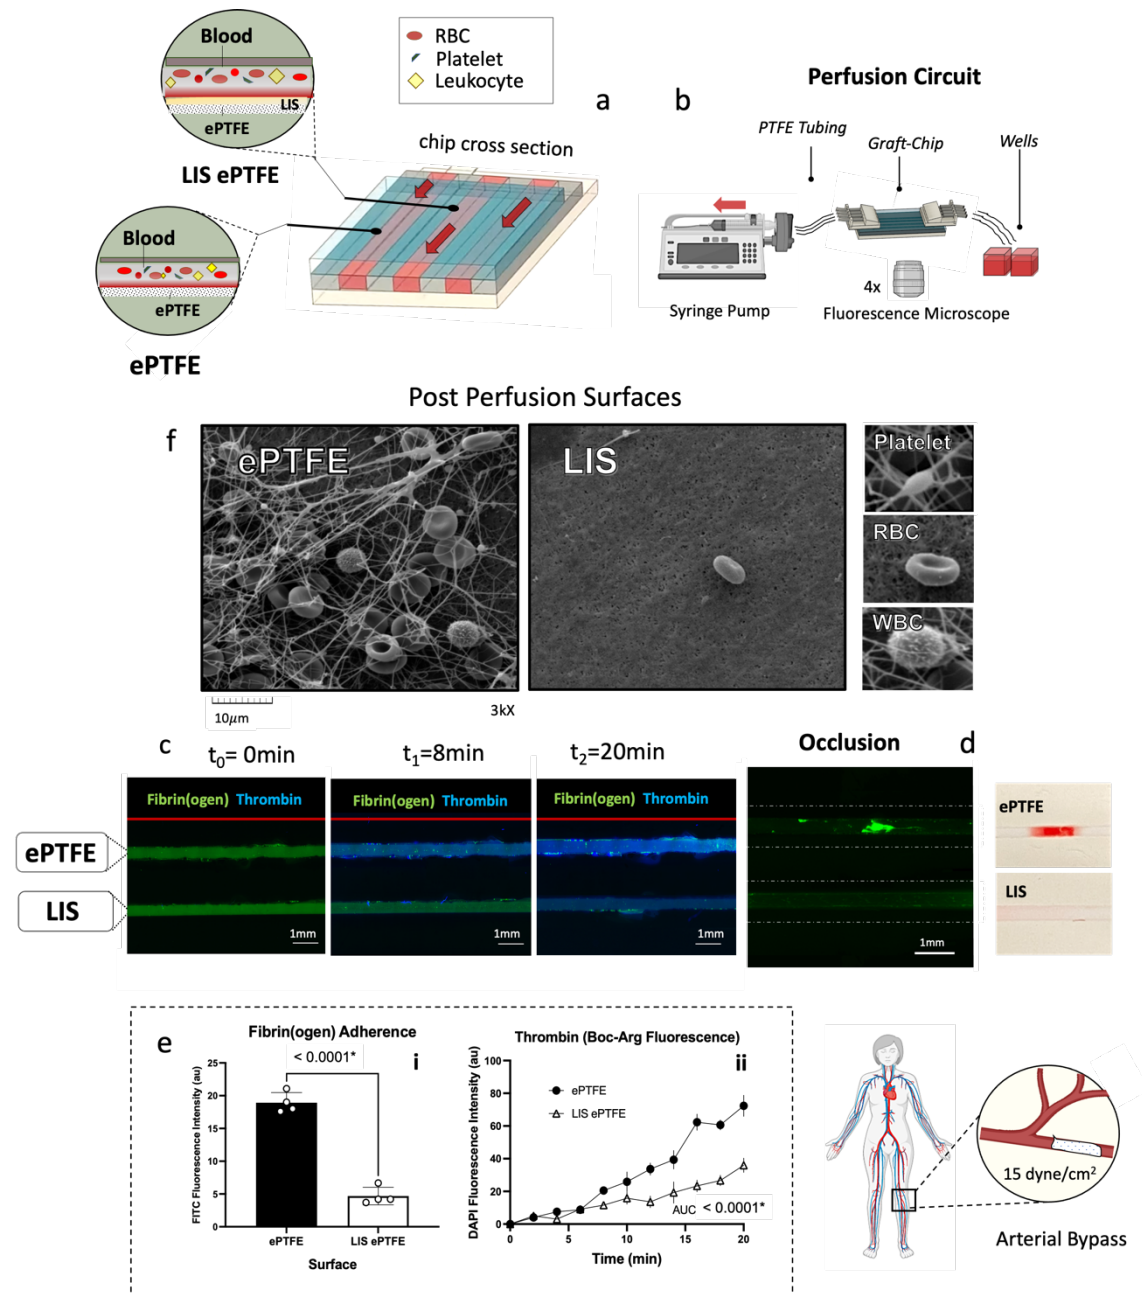 Blood
LIS
ePTFE
LIS ePTFE
Blood
ePTFE
ePTFE
RBC
Platelet
Leukocyte
a
chip cross section
b
Perfusion Circuit
PTFE Tubing
Graft-Chip
Wells
4x
Syringe Pump
Fluorescence Microscope
Post Perfusion Surfaces
f
ePTFE
LIS
Platelet
RBC
WBC
10μm
3kX
c
t0= 0min
t1=8min
t2=20min
Occlusion
d
Fibrin(ogen) Thrombin
Fibrin(ogen) Thrombin
Fibrin(ogen) Thrombin
ePTFE
LIS
1mm
1mm
1mm
1mm
ePTFE
LIS
e
Fibrin(ogen) Adherence
i
< 0.0001*
FITC Fluorescence Intensity (au)
25
20
15
10
5
0
ePTFE
LIS ePTFE
Surface
Thrombin (Boc-Arg Fluorescence)
ii
DAPI Fluorescence Intensity (au)
100
80
60
40
20
0
ePTFE
LIS ePTFE
AUC < 0.0001*
0
5
10
15
20
Time (min)
15 dyne/cm²
Arterial Bypass